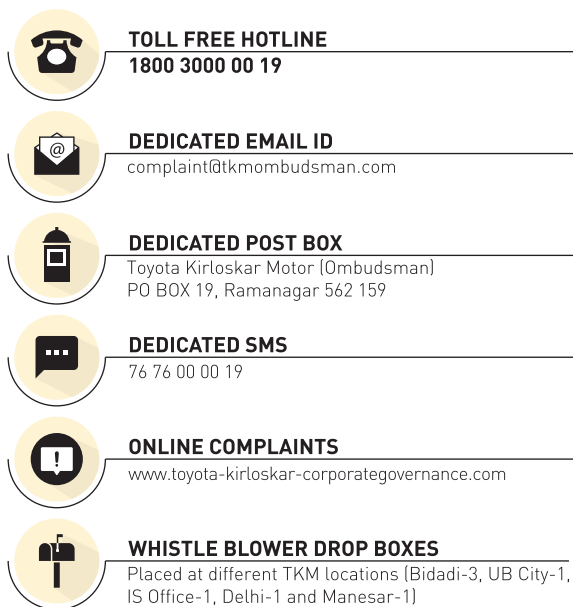 TOLL FREE HOTLINE
1800 3000 00 19
@
DEDICATED EMAIL ID
complaint@tkmombudsman.com
DEDICATED POST BOX
Toyota Kirloskar Motor (Ombudsman)
PO BOX 19, Ramanagar 562 159
DEDICATED SMS
76 76 00 00 19
!
ONLINE COMPLAINTS
www.toyota-kirloskar-corporategovernance.com
WHISTLE BLOWER DROP BOXES
Placed at different TKM locations (Bidadi-3, UB City-1,
IS Office-1, Delhi-1 and Manesar-1)